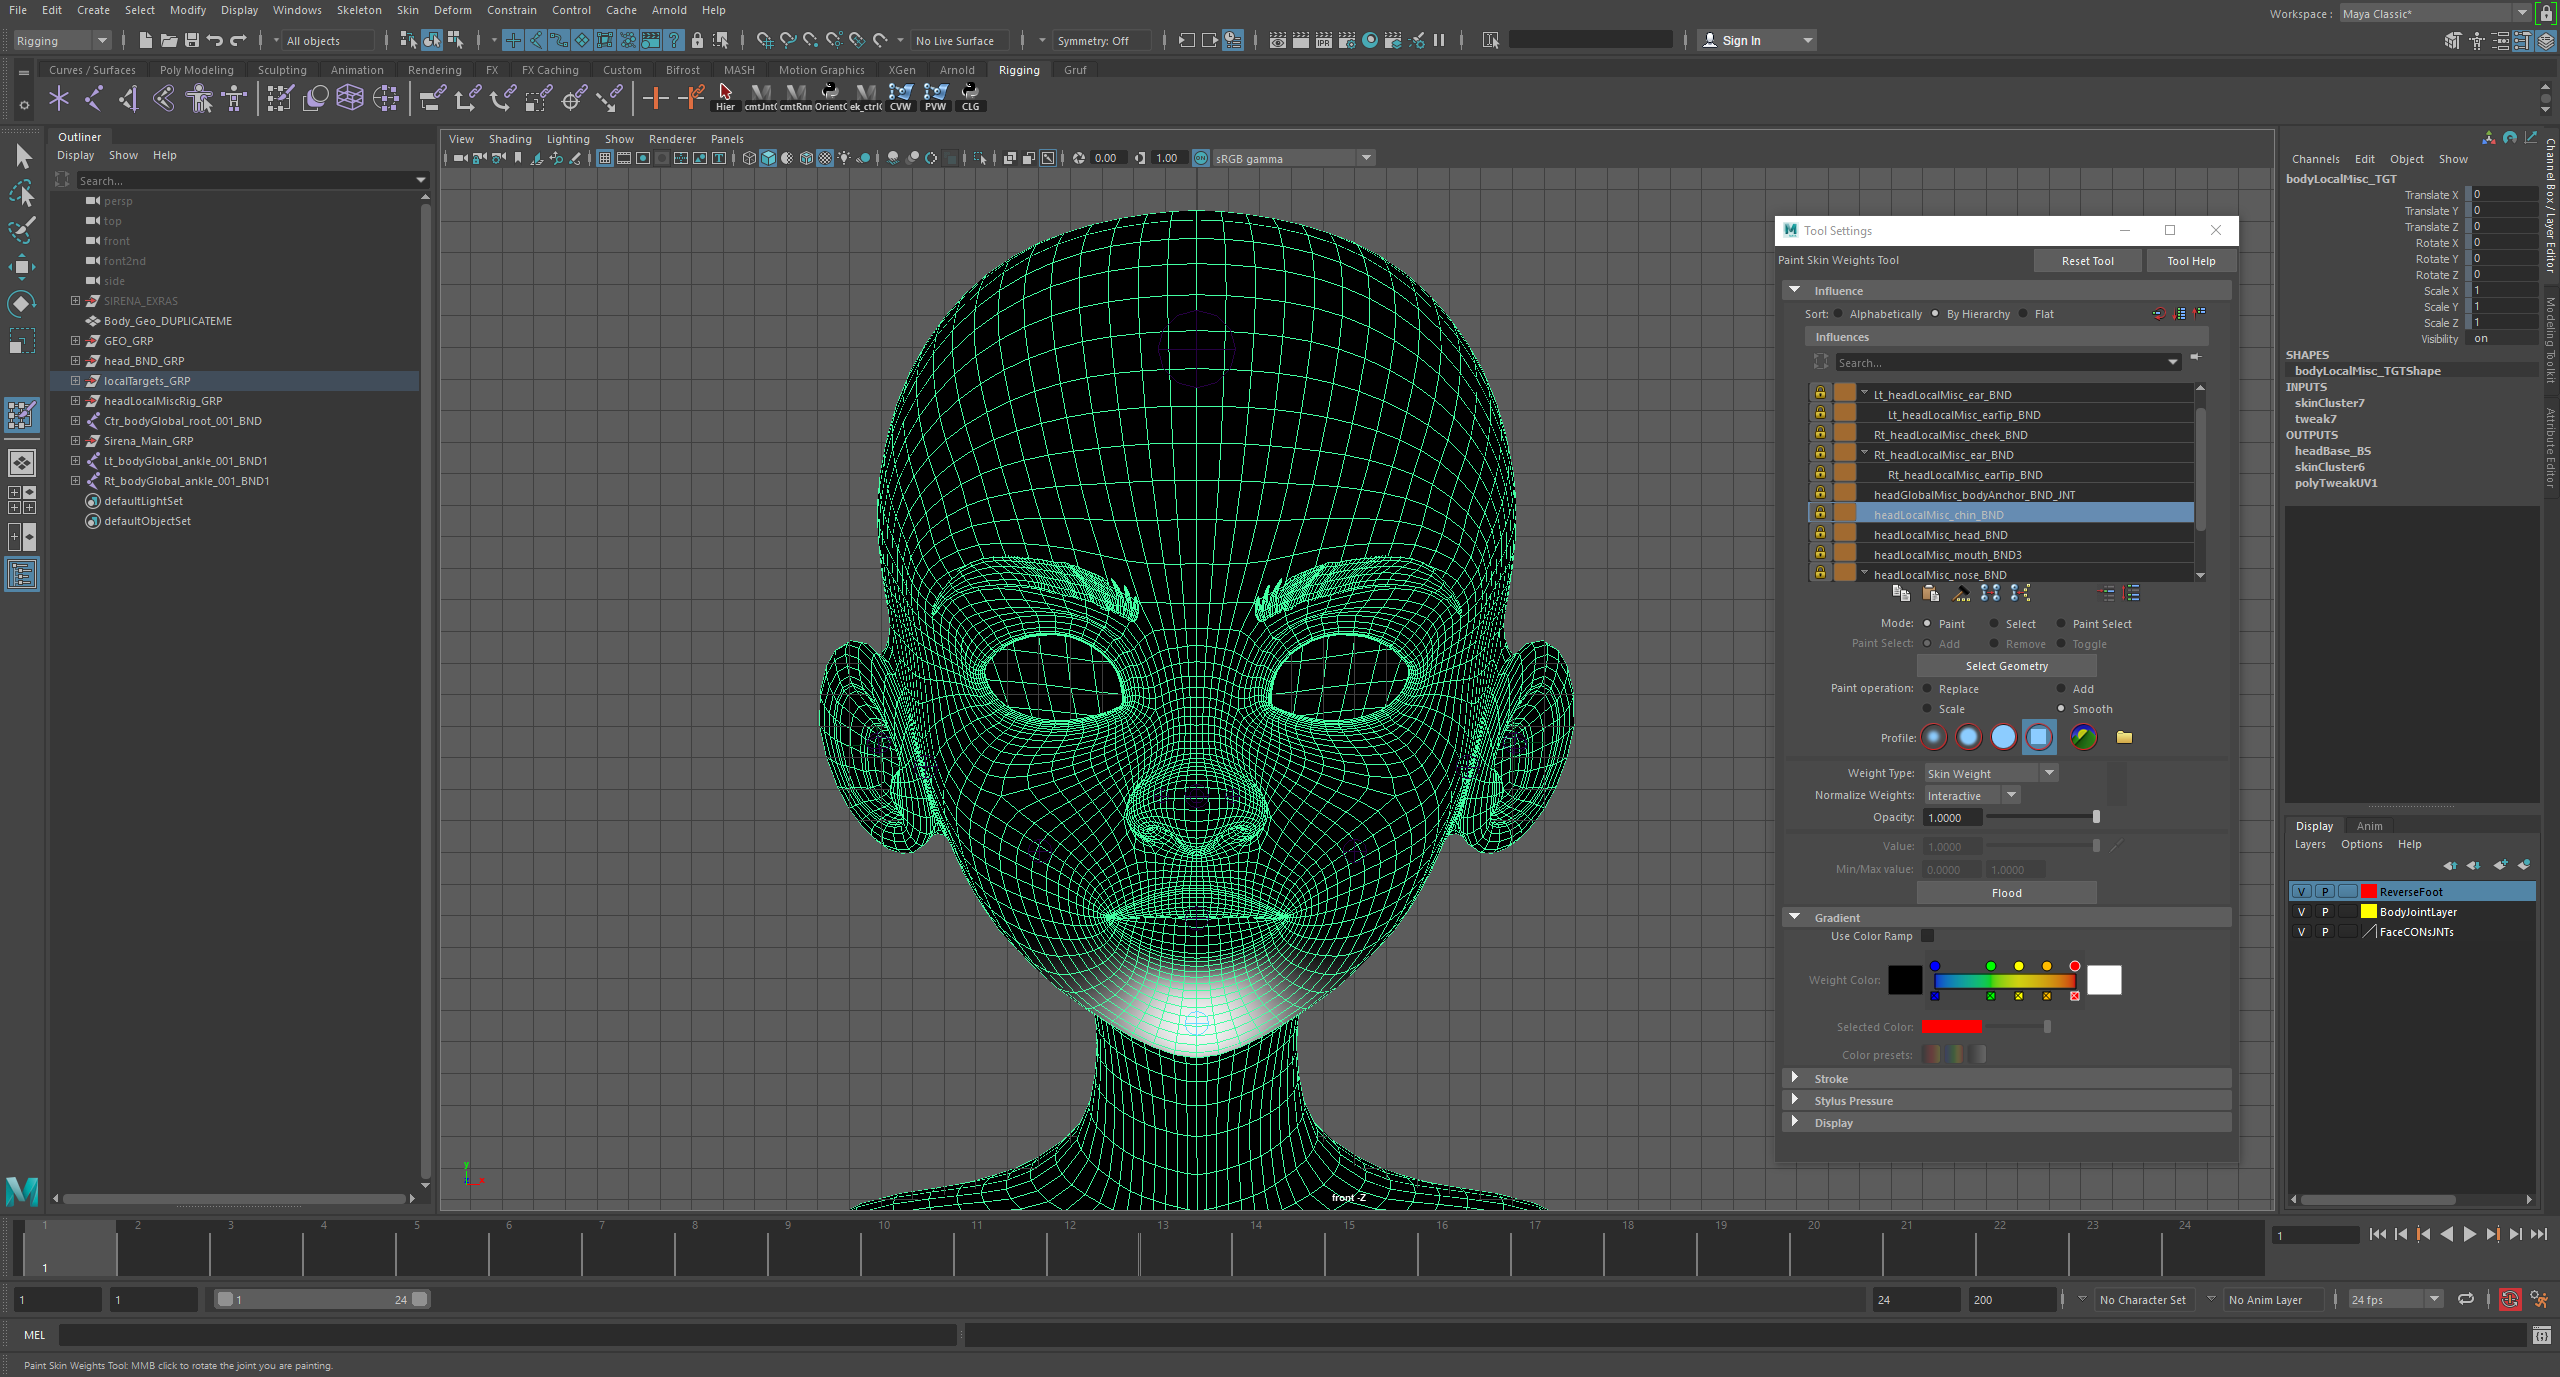 File Edit Create Select Modify Display Windows Skeleton Skin Deform Constrain Control Cache Arnold Help
Workspace : Maya Classic*
Rigging All objects No Live Surface Symmetry: Off Sign In
Curves / Surfaces Poly Modeling Sculpting Animation Rendering FX FX Caching Custom Bifrost MASH Motion Graphics XGen Arnold Rigging Gruf
Hier cmtJntC cmtRnn OrientC CVW PVW CLG
Outliner
Display Show Help
Search...
persp
top
front
font2nd
side
SIRENA_EXRAS
Body_Geo_DUPLICATEME
GEO_GRP
head_BND_GRP
localTargets_GRP
headLocalMiscRig_GRP
Ctr_bodyGlobal_root_001_BND
Sirena_Main_GRP
Lt_bodyGlobal_ankle_001_BND1
Rt_bodyGlobal_ankle_001_BND1
defaultLightSet
defaultObjectSet
View Shading Lighting Show Renderer Panels
0.00 1.00 ON sRGB gamma
front -Z
y
x
Tool Settings
Paint Skin Weights Tool Reset Tool Tool Help
Influence
Sort: Alphabetically By Hierarchy Flat
Influences
Search...
Lt_headLocalMisc_ear_BND
Lt_headLocalMisc_earTip_BND
Rt_headLocalMisc_cheek_BND
Rt_headLocalMisc_ear_BND
Rt_headLocalMisc_earTip_BND
headGlobalMisc_bodyAnchor_BND_JNT
headLocalMisc_chin_BND
headLocalMisc_head_BND
headLocalMisc_mouth_BND3
headLocalMisc_nose_BND
Mode: Paint Select Paint Select
Paint Select: Add Remove Toggle
Select Geometry
Paint operation: Replace Add
Scale Smooth
Profile:
Weight Type: Skin Weight
Normalize Weights: Interactive
Opacity: 1.0000
Value: 1.0000
Min/Max value: 0.0000 1.0000
Flood
Gradient
Use Color Ramp
Weight Color:
Selected Color:
Color presets:
Stroke
Stylus Pressure
Display
Channels Edit Object Show
bodyLocalMisc_TGT
Translate X 0
Translate Y 0
Translate Z 0
Rotate X 0
Rotate Y 0
Rotate Z 0
Scale X 1
Scale Y 1
Scale Z 1
Visibility on
SHAPES
bodyLocalMisc_TGTShape
INPUTS
skinCluster7
tweak7
OUTPUTS
headBase_BS
skinCluster6
polyTweakUV1
Channel Box / Layer Editor
Modeling Toolkit
Attribute Editor
Display Anim
Layers Options Help
V P ReverseFoot
V P BodyJointLayer
V P FaceCONsJNTs
1 2 3 4 5 6 7 8 9 10 11 12 13 14 15 16 17 18 19 20 21 22 23 24
1
1
1 1 1 24 24 200 No Character Set No Anim Layer 24 fps
MEL
Paint Skin Weights Tool: MMB click to rotate the joint you are painting.